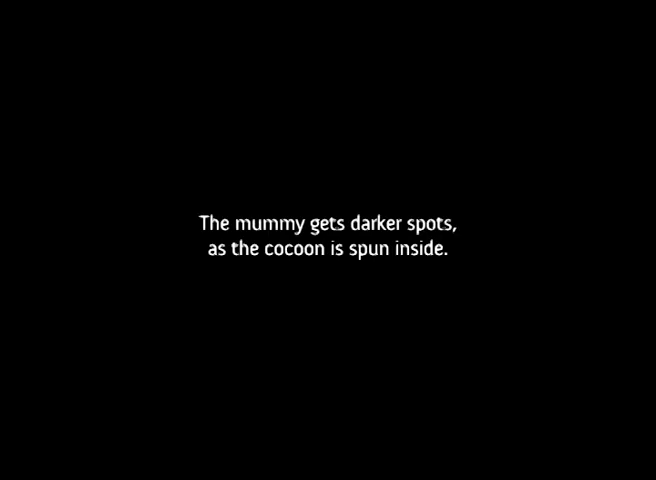 The mummy gets darker spots,
as the cocoon is spun inside.